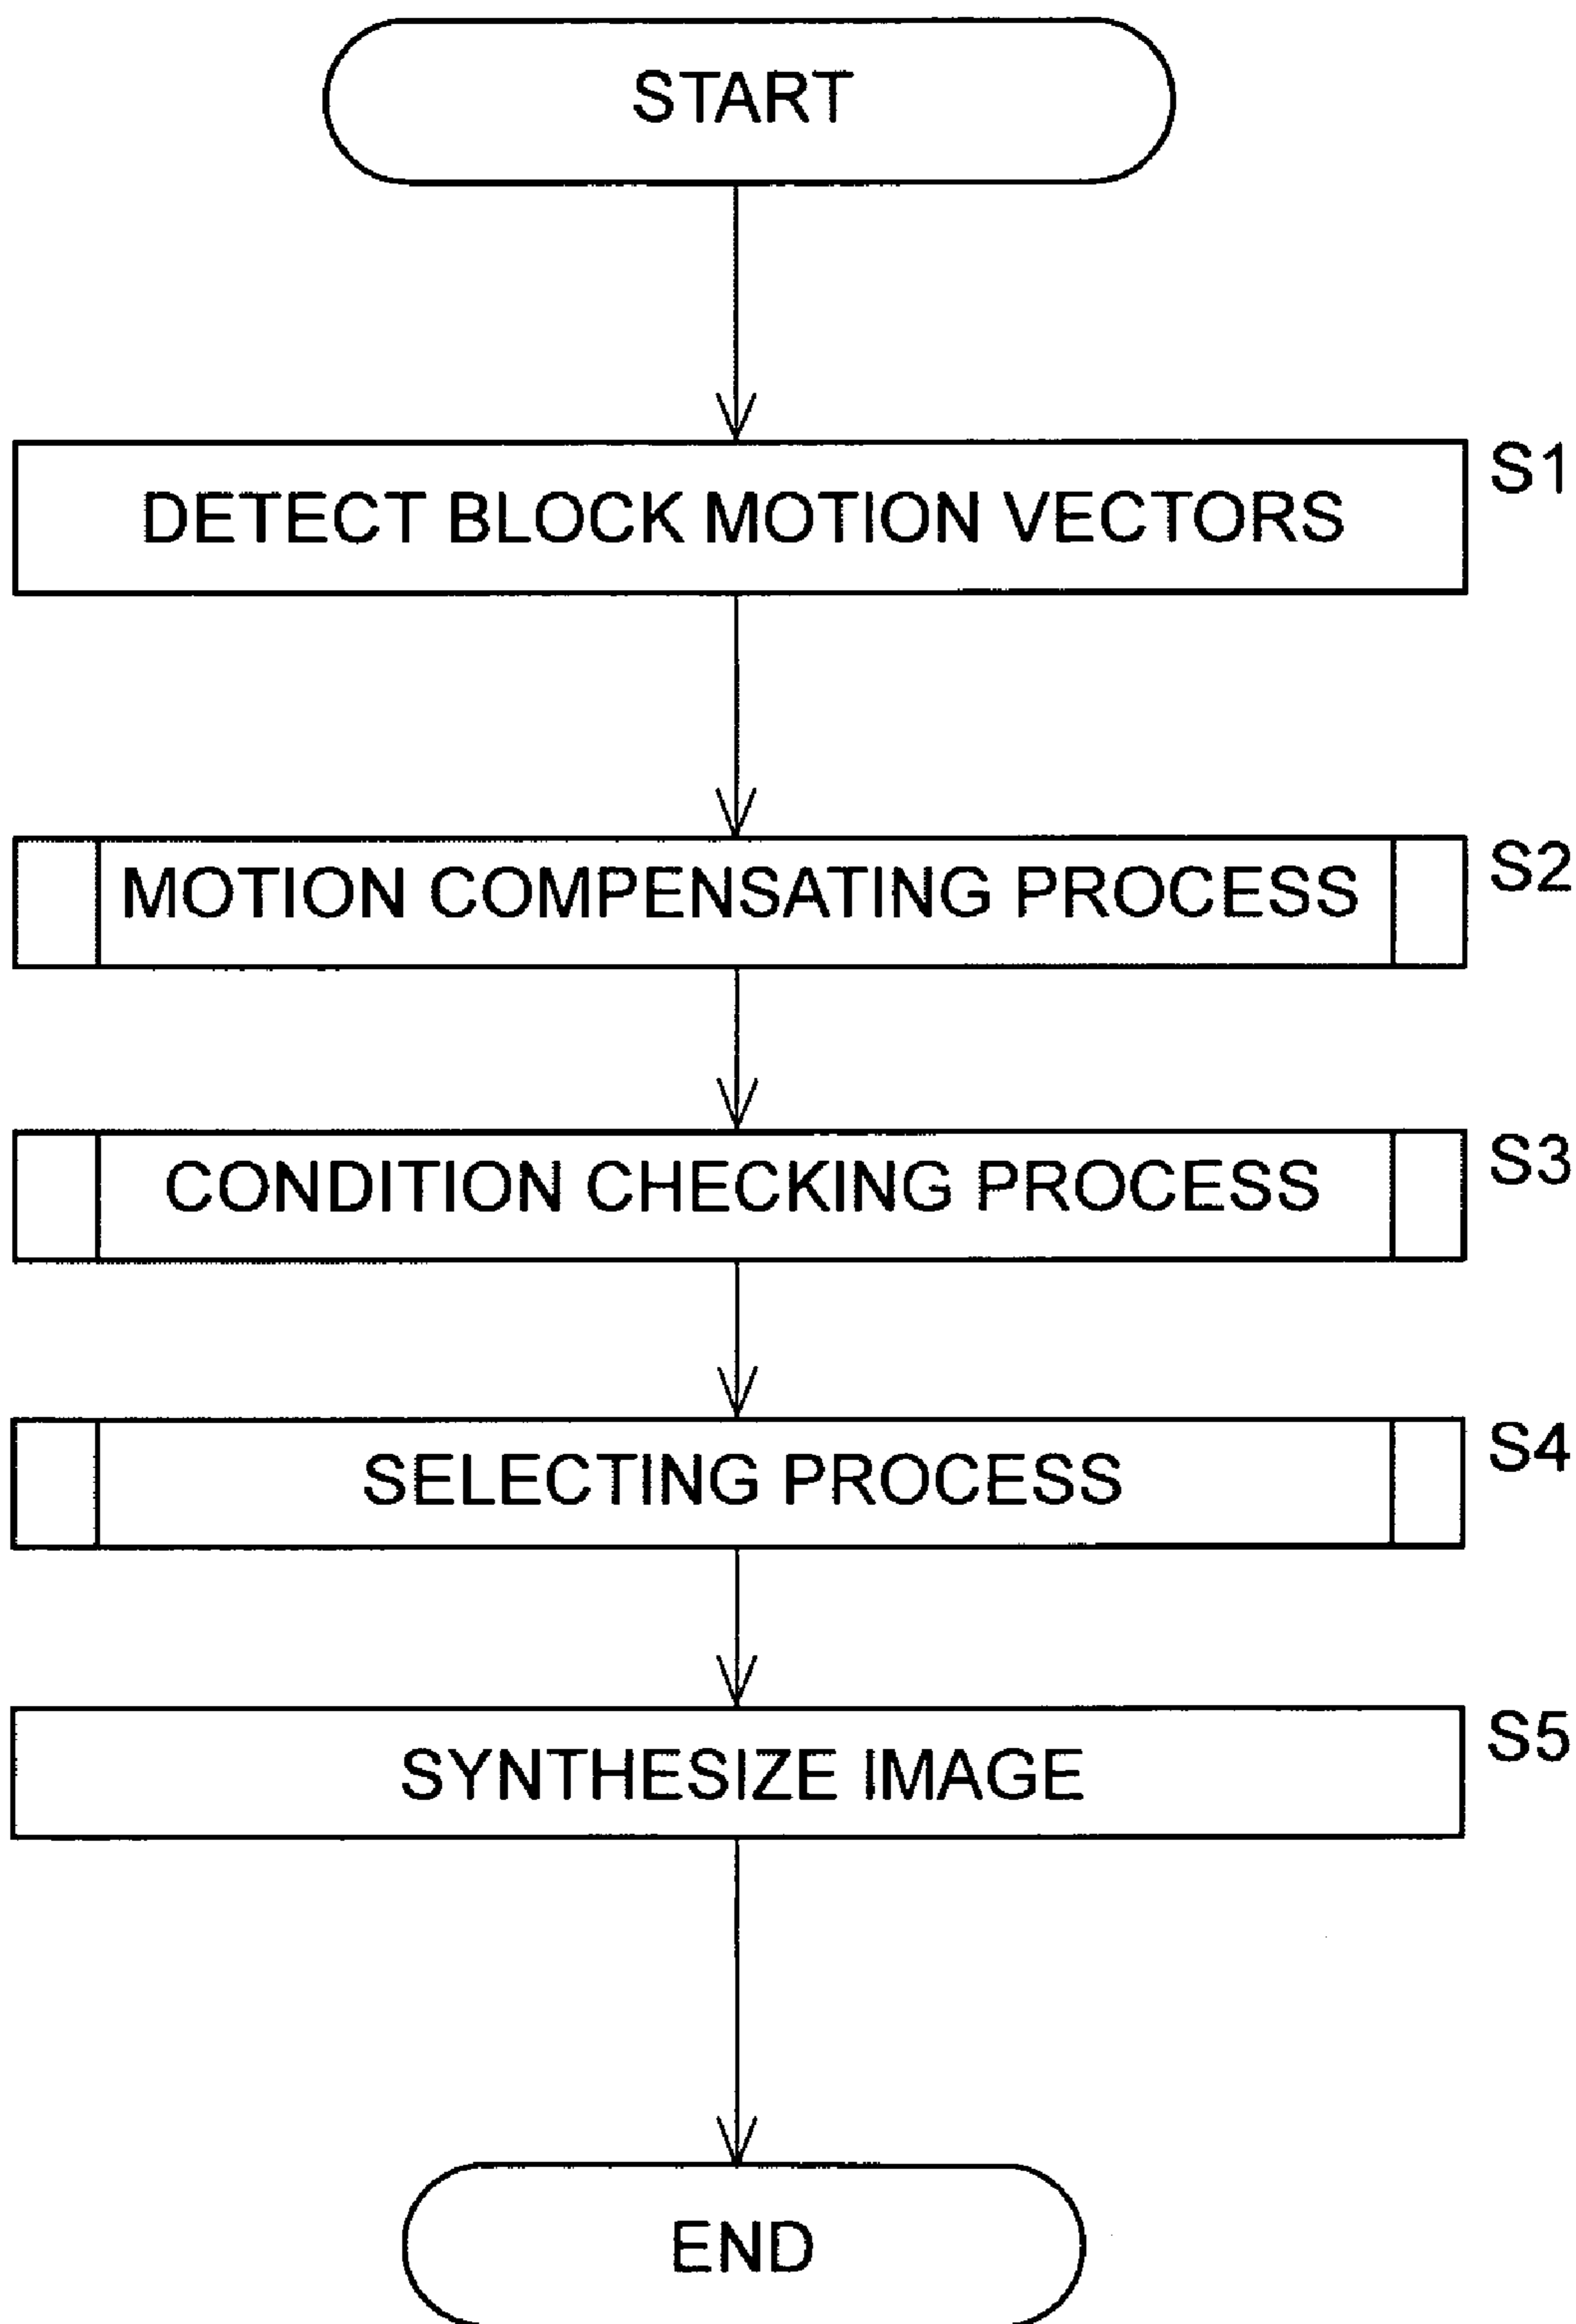 START
S1
DETECT BLOCK MOTION VECTORS
S2
MOTION COMPENSATING PROCESS
S3
CONDITION CHECKING PROCESS
S4
SELECTING PROCESS
S5
SYNTHESIZE IMAGE
END